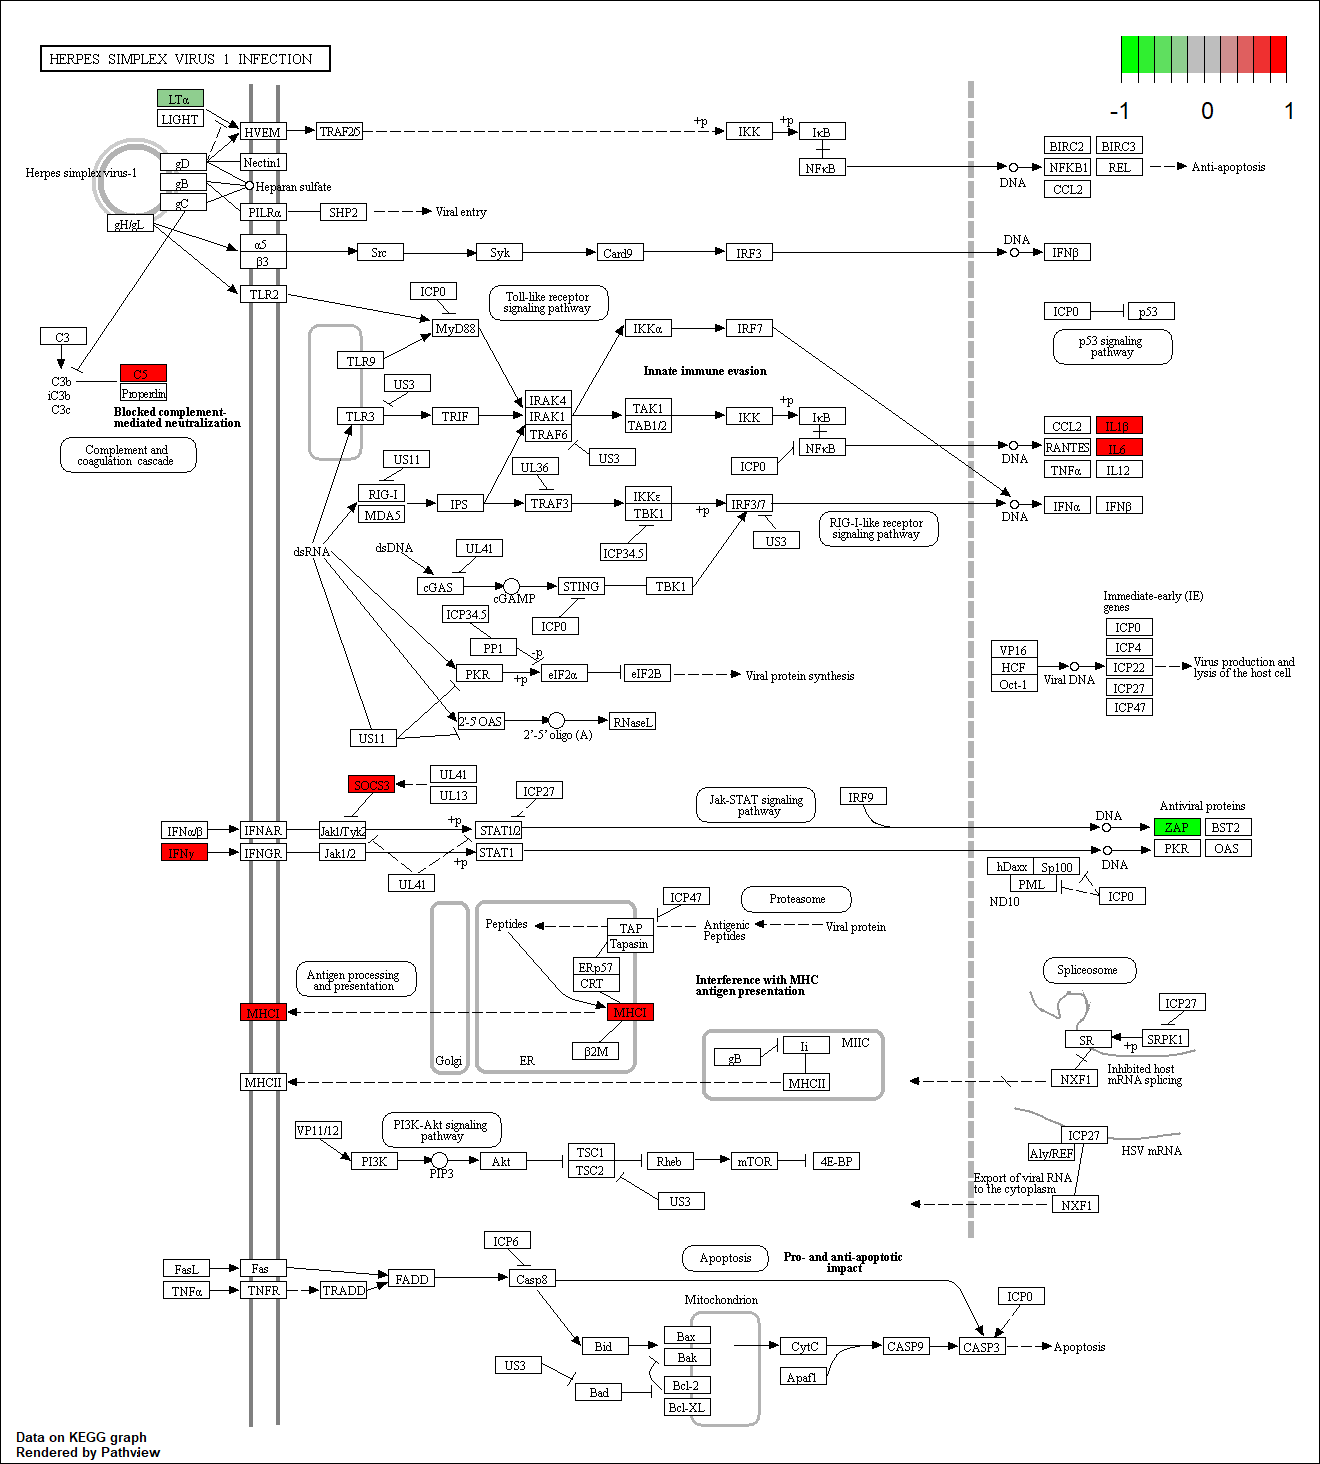 HERPES SIMPLEX VIRUS 1 INFECTION
-1 0 1
LTα
LIGHT
HVEM
TRAF2/5
+p
IKK
+p
IκB
NFκB
DNA
BIRC2 BIRC3
NFKB1 REL
CCL2
Anti-apoptosis
Herpes simplex virus-1
gD
gB
gC
gH/gL
Nectin1
Heparan sulfate
PILRα
SHP2
Viral entry
α5
β3
Src
Syk
Card9
IRF3
DNA
IFNβ
TLR2
ICP0
MyD88
Toll-like receptor
signaling pathway
IKKα
IRF7
ICP0
p53
p53 signaling
pathway
C3
C3b
iC3b
C3c
C5
Properdin
Blocked complement-
mediated neutralization
Complement and
coagulation cascade
TLR9
US3
TLR3
TRIF
IRAK4
IRAK1
TRAF6
US3
Innate immune evasion
TAK1
TAB1/2
IKK
+p
IκB
NFκB
ICP0
DNA
CCL2 IL1β
RANTES IL6
TNFα IL12
US11
RIG-I
MDA5
IPS
UL36
TRAF3
IKKε
TBK1
ICP34.5
+p
IRF3/7
US3
RIG-I-like receptor
signaling pathway
DNA
IFNα IFNβ
dsRNA
dsDNA
UL41
cGAS
cGAMP
STING
ICP0
TBK1
ICP34.5
PP1
-p
PKR
+p
eIF2α
eIF2B
Viral protein synthesis
2'-5'OAS
2'-5' oligo (A)
RNaseL
US11
Immediate-early (IE)
genes
VP16
HCF
Oct-1
Viral DNA
ICP0
ICP4
ICP22
ICP27
ICP47
Virus production and
lysis of the host cell
SOCS3
UL41
UL13
ICP27
Jak-STAT signaling
pathway
IRF9
IFNα/β
IFNAR
Jak1/Tyk2
+p
STAT1/2
DNA
Antiviral proteins
ZAP BST2
PKR OAS
IFNγ
IFNGR
Jak1/2
+p
STAT1
DNA
UL41
hDaxx Sp100
PML
ND10
ICP0
ICP47
Proteasome
Peptides
TAP
Tapasin
Antigenic
Peptides
Viral protein
ERp57
CRT
MHCI
β2M
Golgi
ER
Antigen processing
and presentation
MHCI
Interference with MHC
antigen presentation
gB
Ii
MIIC
MHCII
MHCII
Spliceosome
ICP27
SR
+p
SRPK1
NXF1
Inhibited host
mRNA splicing
VP11/12
PI3K-Akt signaling
pathway
PI3K
PIP3
Akt
TSC1
TSC2
Rheb
mTOR
4E-BP
US3
ICP27
Aly/REF
HSV mRNA
Export of viral RNA
to the cytoplasm
NXF1
ICP6
Apoptosis
Pro- and anti-apoptotic
impact
FasL
Fas
TNFα
TNFR
TRADD
FADD
Casp8
Mitochondrion
ICP0
Bid
Bax
Bak
Bcl-2
Bcl-XL
US3
Bad
CytC
Apaf1
CASP9
CASP3
Apoptosis
Data on KEGG graph
Rendered by Pathview